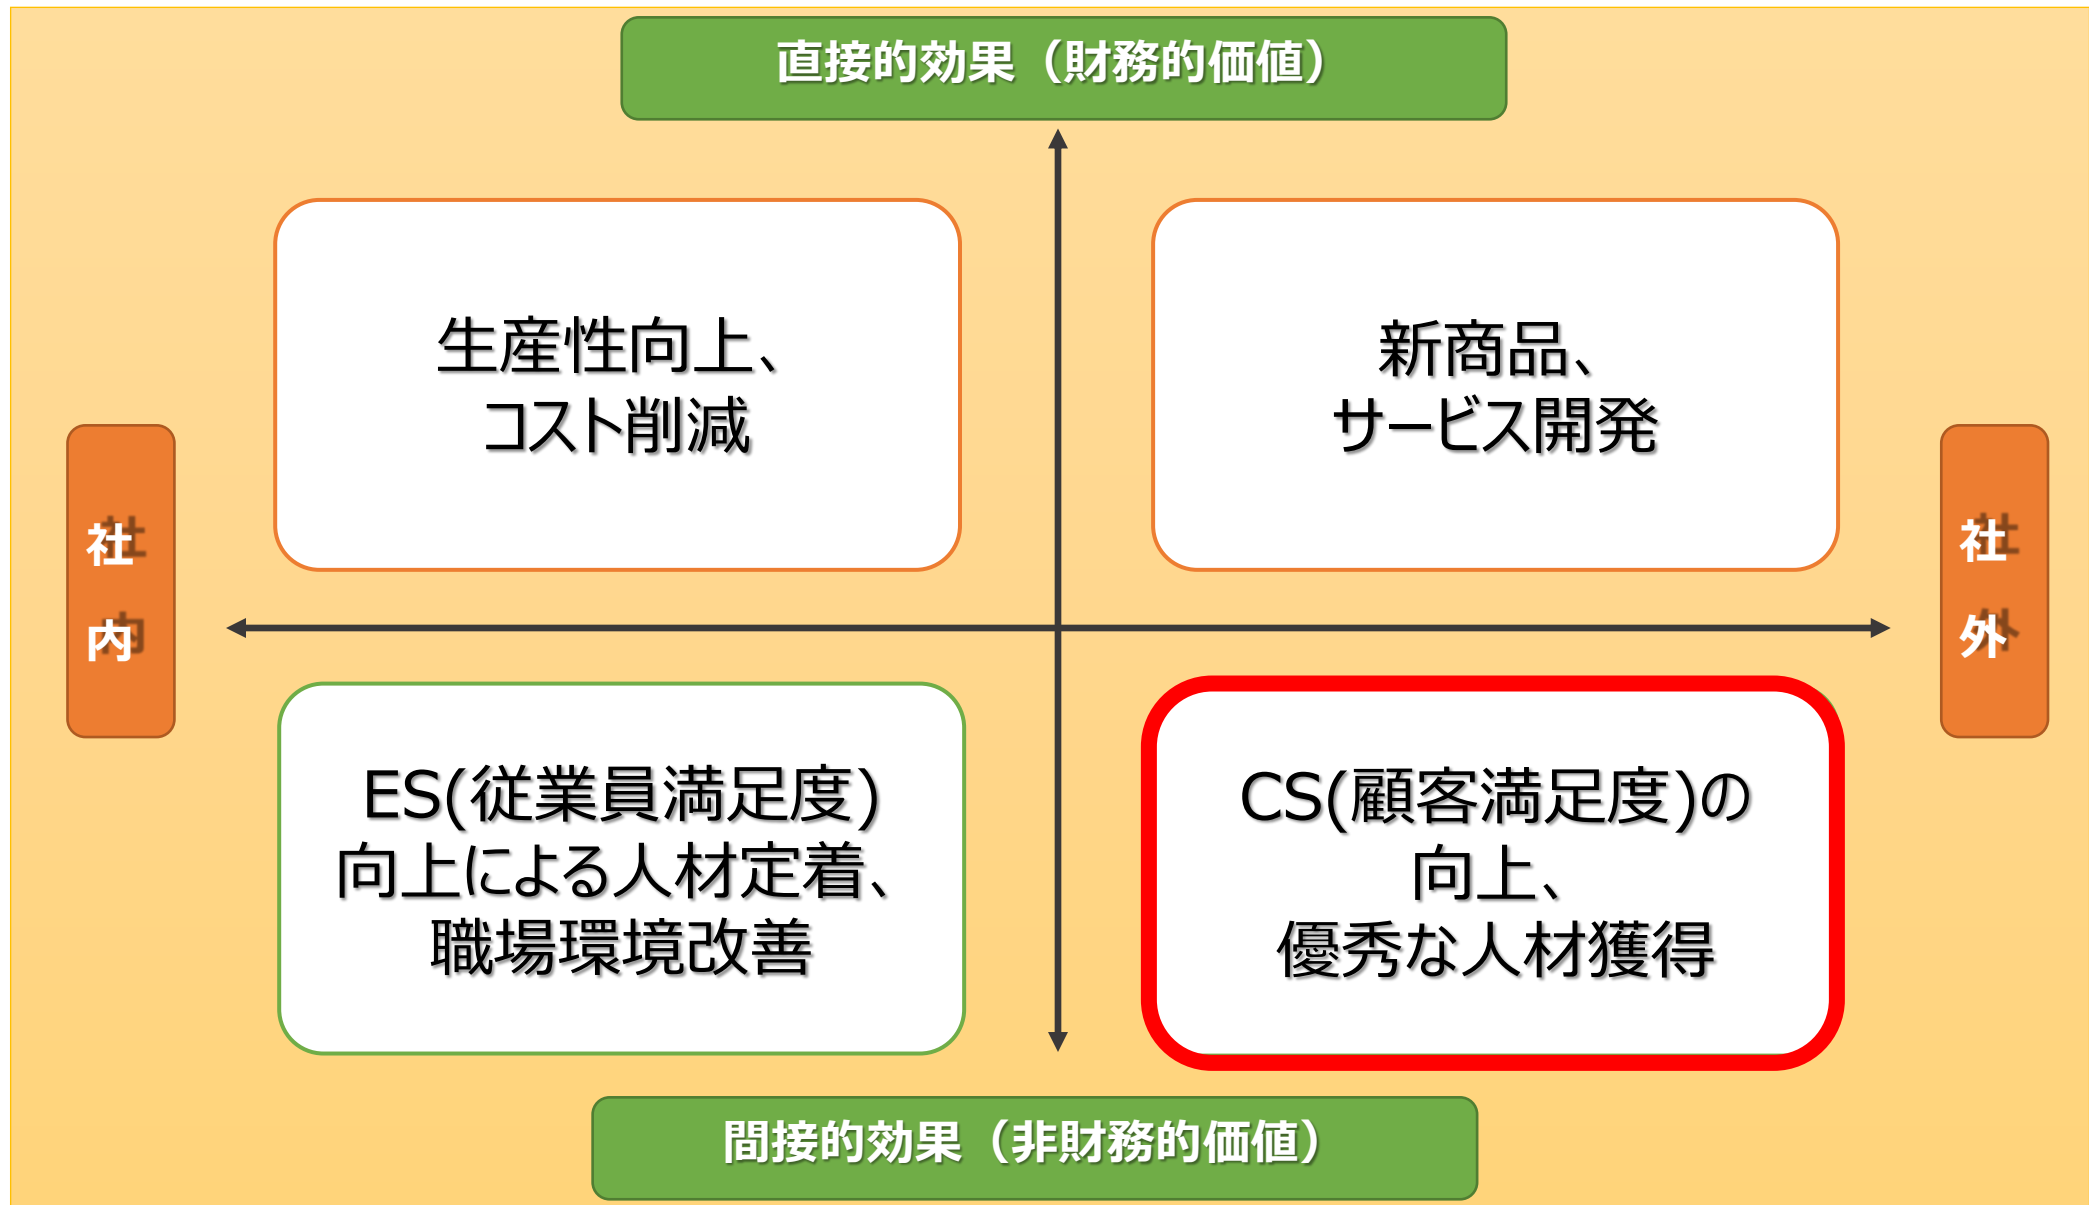 直接的効果（財務的価値）
生産性向上、
コスト削減
新商品、
サービス開発
社
内
社
外
ES(従業員満足度)
向上による人材定着、
職場環境改善
CS(顧客満足度)の
向上、
優秀な人材獲得
間接的効果（非財務的価値）